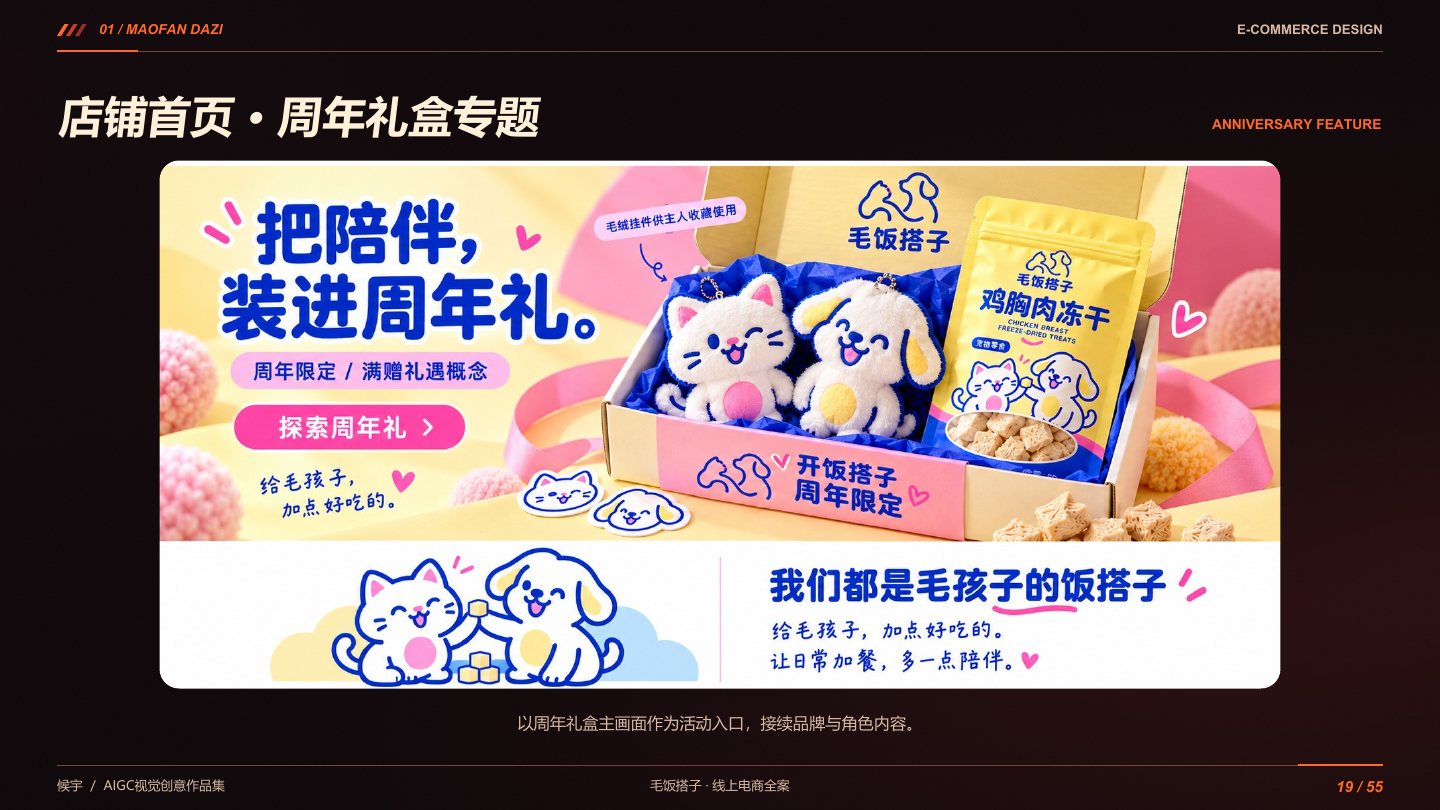 01 / MAOFAN DAZI
E-COMMERCE DESIGN
店铺首页·周年礼盒专题
ANNIVERSARY FEATURE
把陪伴，
装进周年礼。
周年限定 / 满赠礼遇概念
探索周年礼 >
给毛孩子，
加点好吃的。
毛绒挂件供主人收藏使用
毛饭搭子
毛饭搭子
鸡胸肉冻干
CHICKEN BREAST
FREEZE-DRIED TREATS
宠物零食
开饭搭子
周年限定
我们都是毛孩子的饭搭子
给毛孩子，加点好吃的。
让日常加餐，多一点陪伴。
以周年礼盒主画面作为活动入口，接续品牌与角色内容。
候宇 / AIGC视觉创意作品集
毛饭搭子 · 线上电商全案
19 / 55